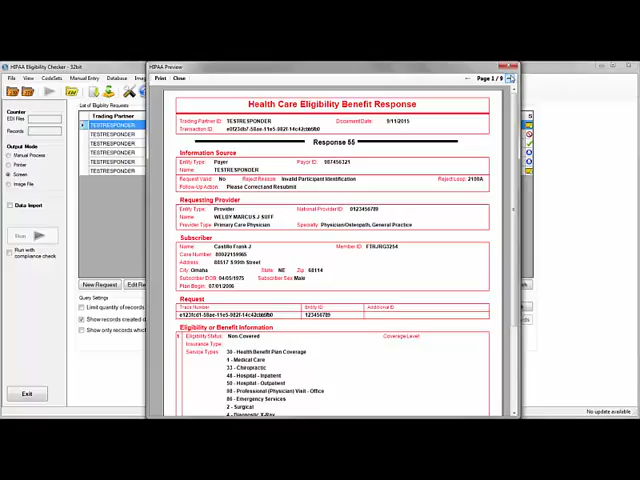 HIPAA Eligibility Checker - 32bit
File View CodeSets Manual Entry Database
Counter
EDI Files
Records
Output Mode
Manual Process
Printer
Screen
Image File
Data Import
Run
Run with
compliance check
Exit
List of Eligibility Requests
Trading Partner
TESTRESPONDER
TESTRESPONDER
TESTRESPONDER
TESTRESPONDER
TESTRESPONDER
TESTRESPONDER
New Request Edit Re
Query Settings
Limit quantity of records
Show records created
Show only records which
No update available
HIPAA Preview
Print Close
Page 1 / 9
Health Care Eligibility Benefit Response
Trading Partner ID: TESTRESPONDER Document Date: 9/11/2015
Transaction ID:
Response 55
Information Source
Entity Type: Payer Payor ID: 987456321
Name TESTRESPONDER
Request Valid: No Reject Reason: Invalid Participant Identification Reject Loop: 2100A
Follow-Up Action: Please Correct and Resubmit
Requesting Provider
Entity Type: Provider National Provider ID: 0123456789
Name: WELBY MARCUS J SUFF
Provider Type: Primary Care Physician Specialty: Physician/Osteopath, General Practice
Subscriber
Name Castillo Frank J Member ID: FTRJRG3254
Case Number:
Address
City Omaha State NE Zip 68114
Subscriber DOB 04/05/1975 Subscriber Sex Male
Plan Begin: 07/01/2006
Request
Trace Number Entity ID Additional ID
123456789
Eligibility or Benefit Information
1 Eligibility Status Non-Covered Coverage Level:
Insurance Type:
Service Types 30 - Health Benefit Plan Coverage
1 - Medical Care
33 - Chiropractic
48 - Hospital - Inpatient
50 - Hospital - Outpatient
98 - Professional (Physician) Visit - Office
86 - Emergency Services
2 - Surgical
4 - Diagnostic X-Ray